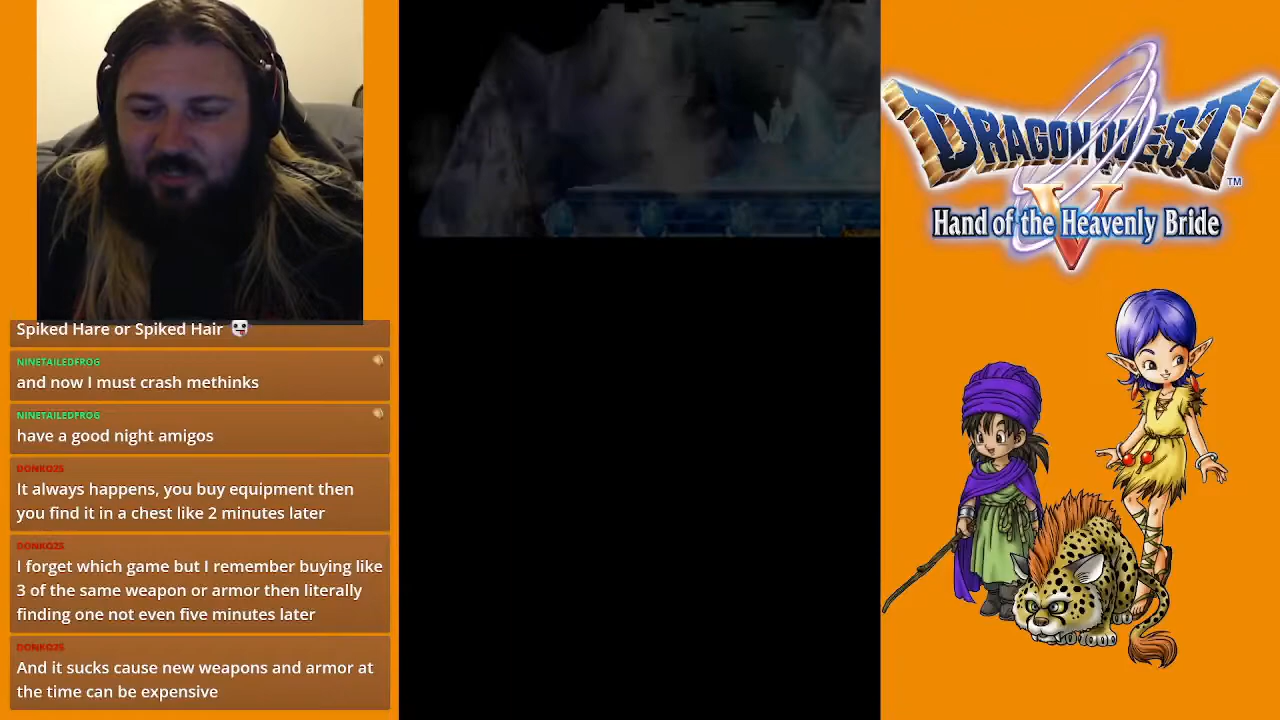 Spiked Hare or Spiked Hair
NINETAILEDFROG
and now I must crash methinks
NINETAILEDFROG
have a good night amigos
DONKO25
It always happens, you buy equipment then
you find it in a chest like 2 minutes later
DONKO25
I forget which game but I remember buying like
3 of the same weapon or armor then literally
finding one not even five minutes later
DONKO25
And it sucks cause new weapons and armor at
the time can be expensive
DRAGON QUEST
TM
V
Hand of the Heavenly Bride